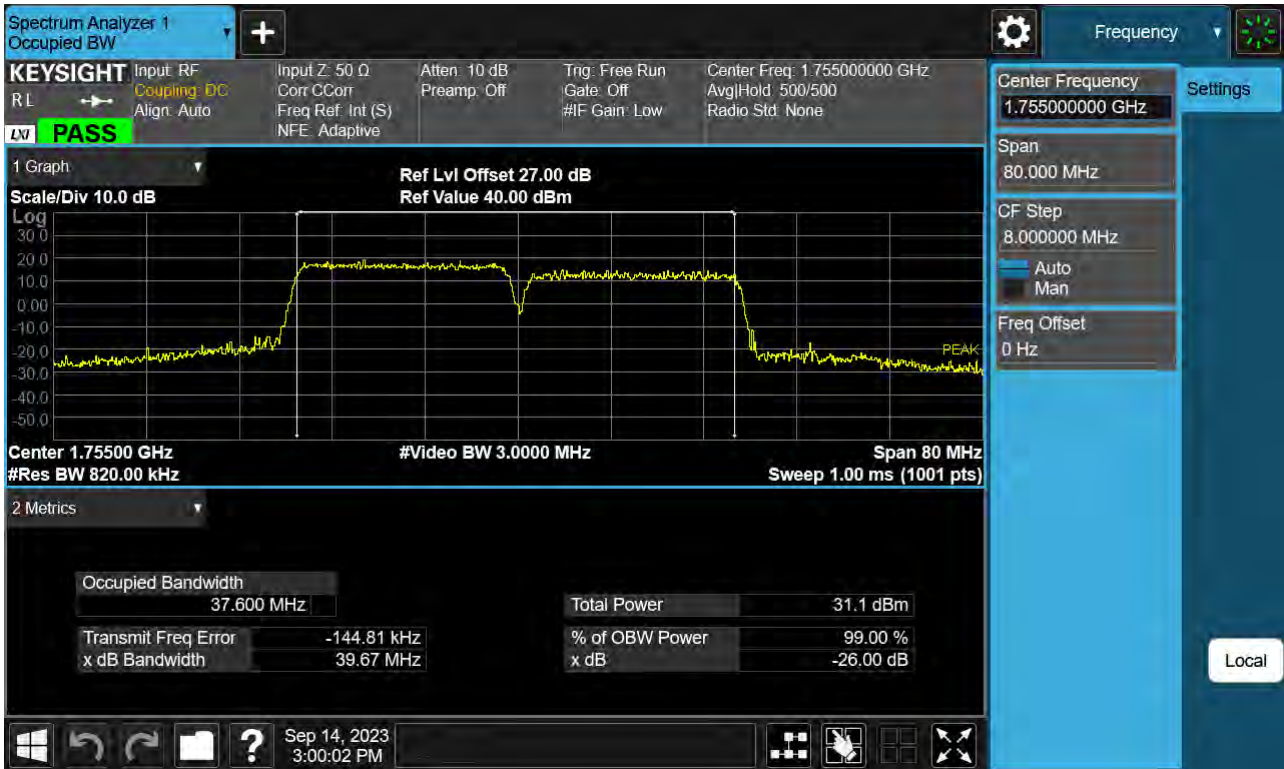 Spectrum Analyzer 1
Occupied BW
+
Frequency
KEYSIGHT
R L
LXI
PASS
Input: RF
Coupling: DC
Align: Auto
Input Z: 50 Ω
Corr CCorr
Freq Ref: Int (S)
NFE: Adaptive
Atten: 10 dB
Preamp: Off
Trig: Free Run
Gate: Off
#IF Gain: Low
Center Freq: 1.755000000 GHz
Avg|Hold: 500/500
Radio Std: None
Center Frequency
1.755000000 GHz
Settings
Span
80.000 MHz
CF Step
8.000000 MHz
Auto
Man
Freq Offset
0 Hz
Local
1 Graph
Scale/Div 10.0 dB
Ref Lvl Offset 27.00 dB
Ref Value 40.00 dBm
Log
30.0
20.0
10.0
0.00
-10.0
-20.0
-30.0
-40.0
-50.0
PEAK
Center 1.75500 GHz
#Video BW 3.0000 MHz
Span 80 MHz
#Res BW 820.00 kHz
Sweep 1.00 ms (1001 pts)
2 Metrics
Occupied Bandwidth
37.600 MHz
Total Power 31.1 dBm
Transmit Freq Error -144.81 kHz
% of OBW Power 99.00 %
x dB Bandwidth 39.67 MHz
x dB -26.00 dB
?
Sep 14, 2023
3:00:02 PM